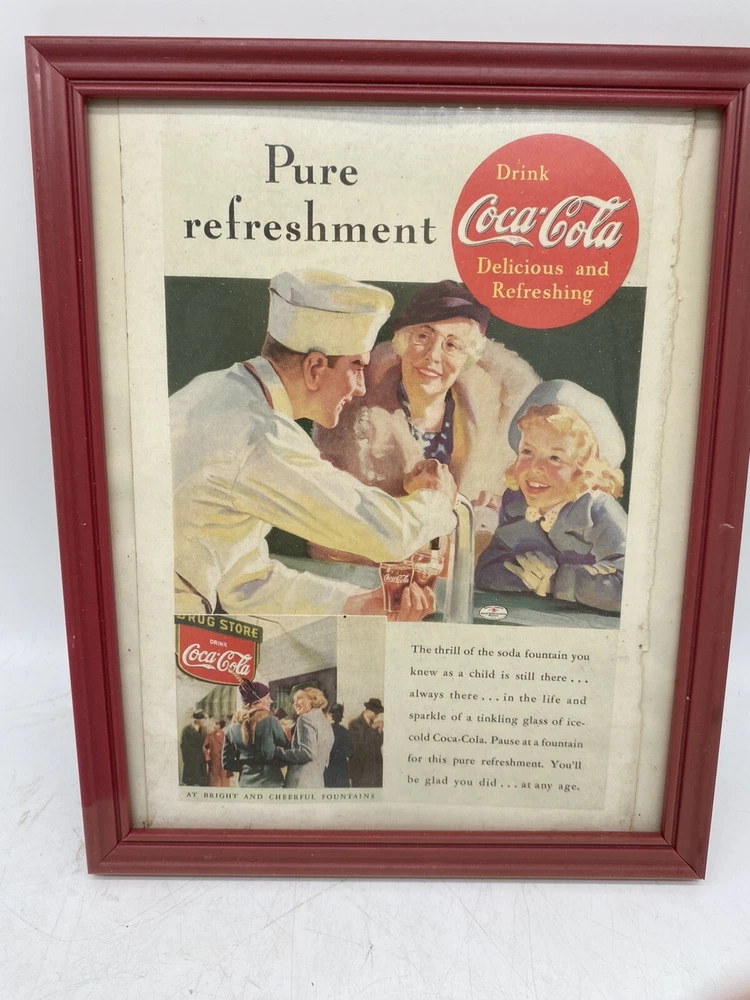 Pure
refreshment
Drink
Coca-Cola
Delicious and
Refreshing
Coca-Cola
DRUG STORE
DRINK
Coca-Cola
AT BRIGHT AND CHEERFUL FOUNTAINS
The thrill of the soda fountain you
knew as a child is still there . . .
always there . . . in the life and
sparkle of a tinkling glass of ice-
cold Coca-Cola. Pause at a fountain
for this pure refreshment. You'll
be glad you did . . . at any age.